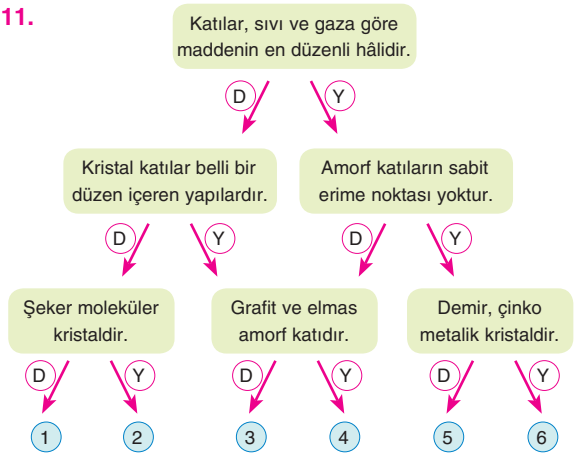 11.
Katılar, sıvı ve gaza göre
maddenin en düzenli hâlidir.
D
Y
Kristal katılar belli bir
düzen içeren yapılardır.
Amorf katıların sabit
erime noktası yoktur.
D
Y
D
Y
Şeker moleküler
kristaldir.
Grafit ve elmas
amorf katıdır.
Demir, çinko
metalik kristaldir.
D
Y
D
Y
D
Y
1
2
3
4
5
6